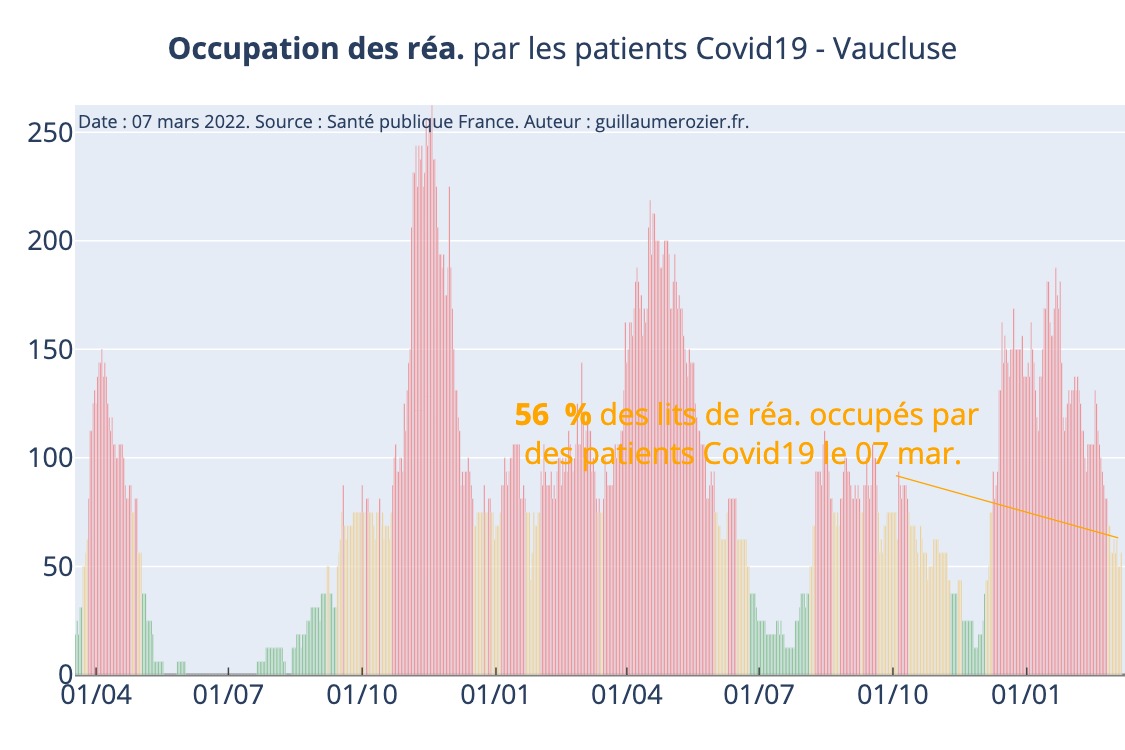 Occupation des réa. par les patients Covid19 - Vaucluse
Date : 07 mars 2022. Source : Santé publique France. Auteur : guillaumerozier.fr.
250
200
150
100
50
0
56 % des lits de réa. occupés par
des patients Covid19 le 07 mar.
01/04 01/07 01/10 01/01 01/04 01/07 01/10 01/01